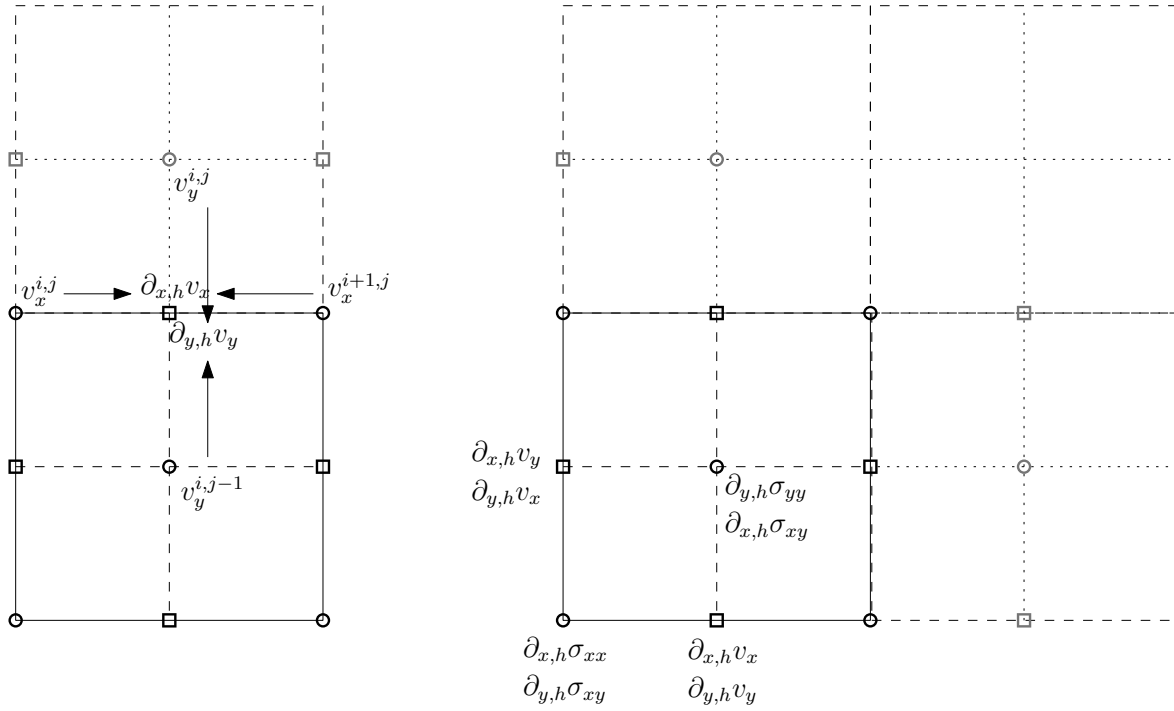 v_y^{i,j}
v_x^{i,j}
∂_{x,h}v_x
v_x^{i+1,j}
∂_{y,h}v_y
v_y^{i,j−1}
∂_{x,h}v_y
∂_{y,h}v_x
∂_{y,h}σ_{yy}
∂_{x,h}σ_{xy}
∂_{x,h}σ_{xx}
∂_{y,h}σ_{xy}
∂_{x,h}v_x
∂_{y,h}v_y